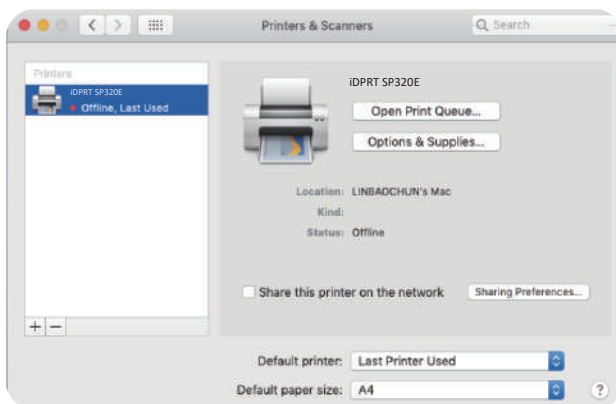 Printers & Scanners
Search
Printers
iDPRT SP320E
Offline, Last Used
iDPRT SP320E
Open Print Queue...
Options & Supplies...
Location: LINBAOCHUN's Mac
Kind:
Status: Offline
Share this printer on the network
Sharing Preferences...
+ −
Default printer: Last Printer Used
Default paper size: A4
?